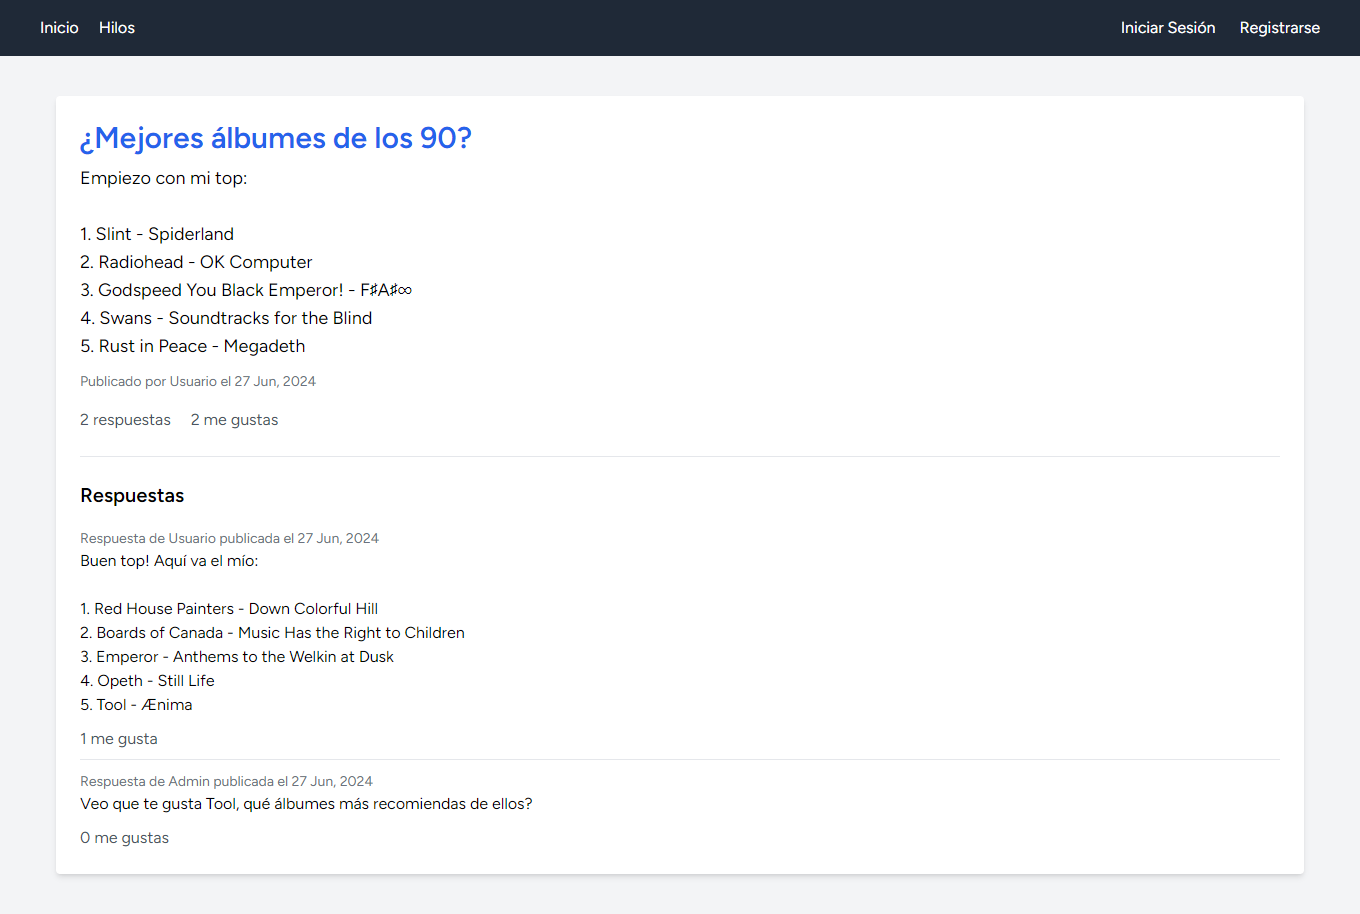 Inicio Hilos Iniciar Sesión Registrarse
¿Mejores álbumes de los 90?
Empiezo con mi top:
1. Slint - Spiderland
2. Radiohead - OK Computer
3. Godspeed You Black Emperor! - F♯A♯∞
4. Swans - Soundtracks for the Blind
5. Rust in Peace - Megadeth
Publicado por Usuario el 27 Jun, 2024
2 respuestas 2 me gustas
Respuestas
Respuesta de Usuario publicada el 27 Jun, 2024
Buen top! Aquí va el mío:
1. Red House Painters - Down Colorful Hill
2. Boards of Canada - Music Has the Right to Children
3. Emperor - Anthems to the Welkin at Dusk
4. Opeth - Still Life
5. Tool - Ænima
1 me gusta
Respuesta de Admin publicada el 27 Jun, 2024
Veo que te gusta Tool, qué álbumes más recomiendas de ellos?
0 me gustas